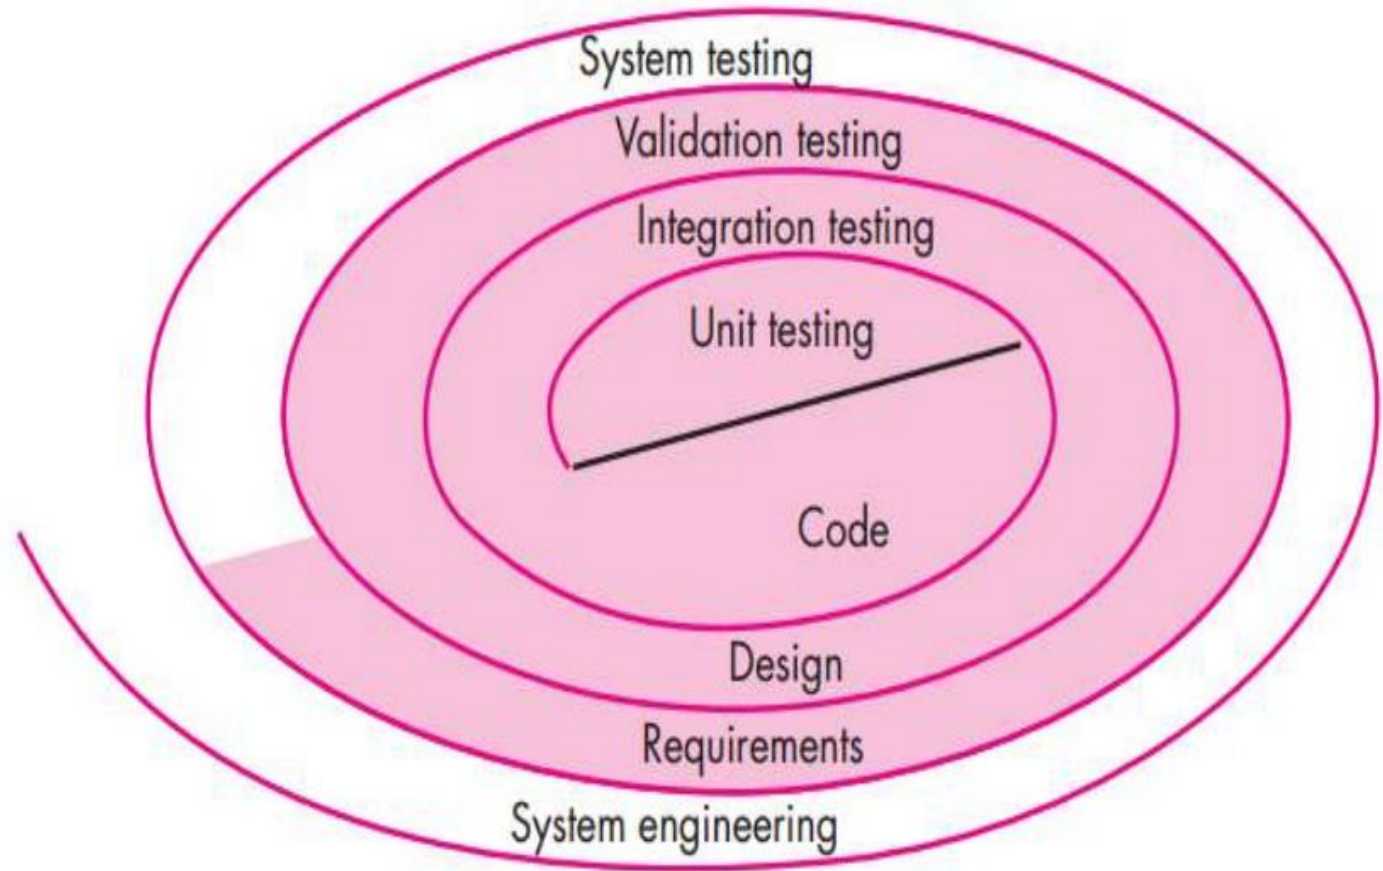 System testing
Validation testing
Integration testing
Unit testing
Code
Design
Requirements
System engineering